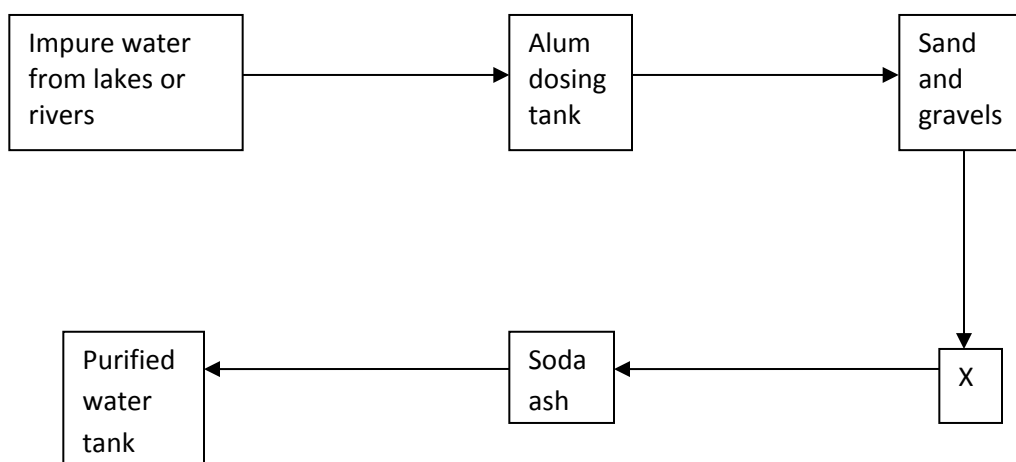 Impure water
from lakes or
rivers
Alum
dosing
tank
Sand
and
gravels
X
Soda
ash
Purified
water
tank